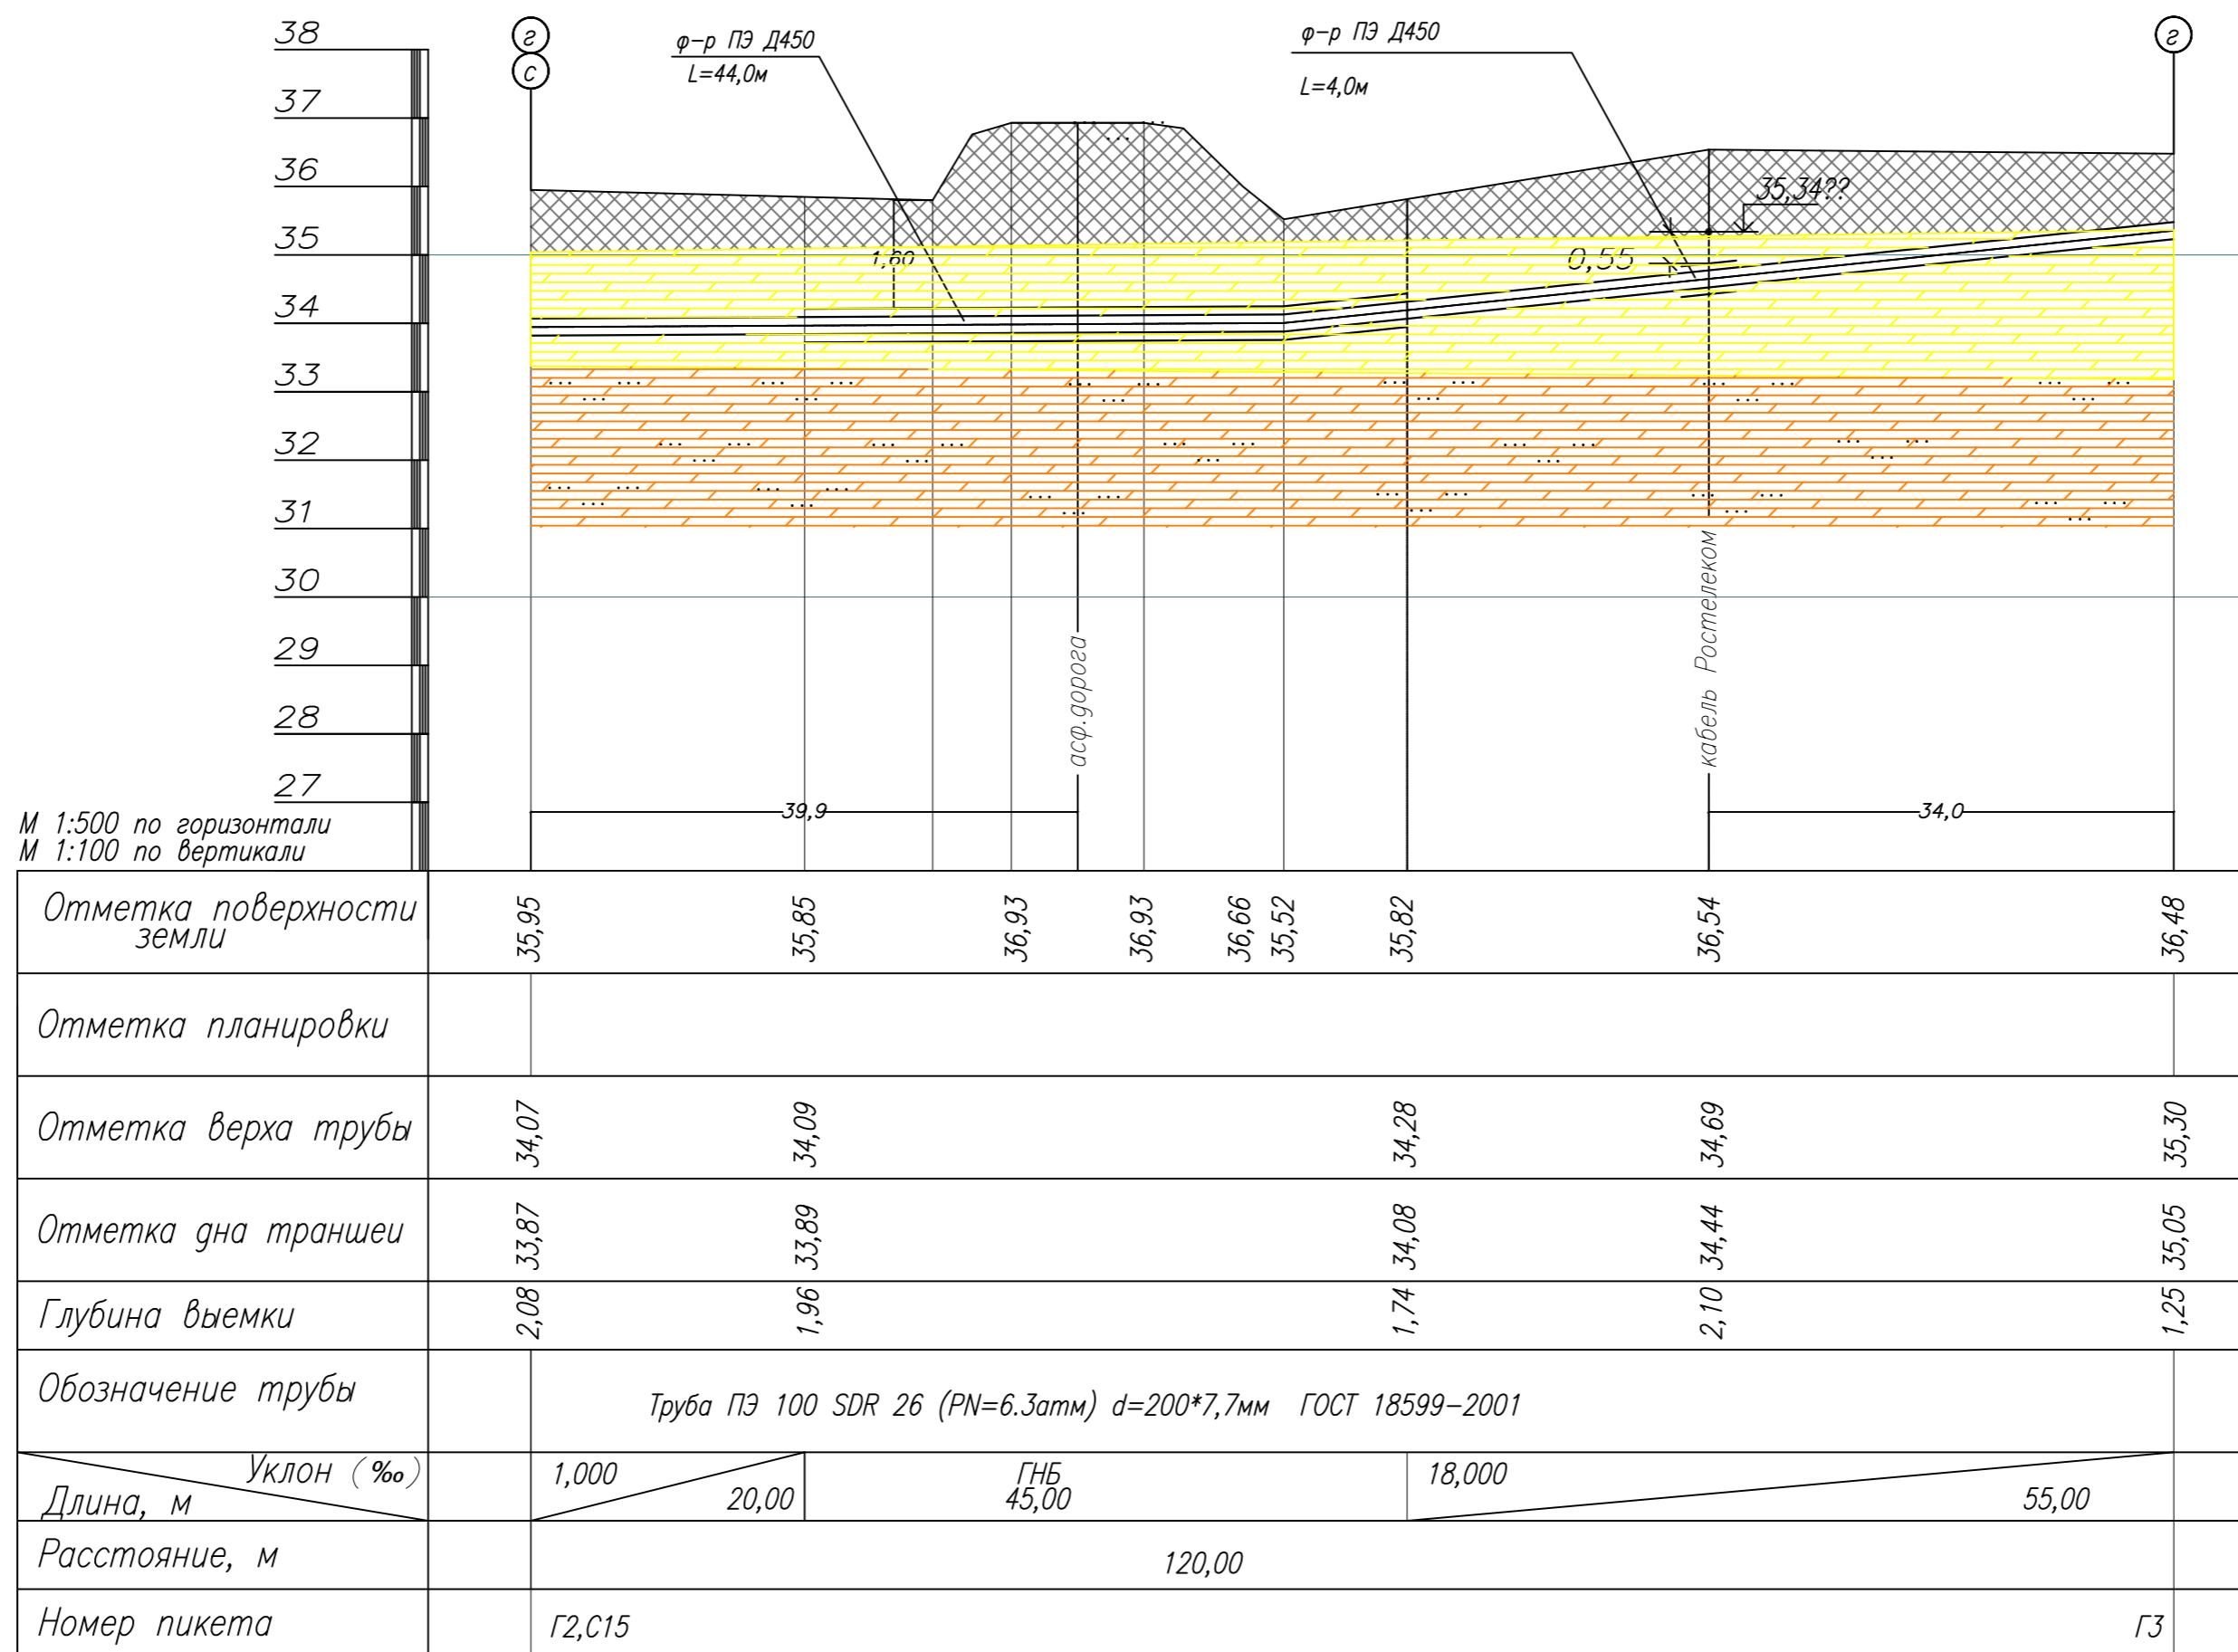 38
37
36
35
34
33
32
31
30
29
28
27
г
с
г
ф-р ПЭ Д450
L=44,0м
ф-р ПЭ Д450
L=4,0м
35,34??
1,60
0,55
асф.дорога
кабель Ростелеком
39,9
34,0
М 1:500 по горизонтали
М 1:100 по вертикали
Отметка поверхности
земли
35,95 35,85 36,93 36,93 36,66 35,52 35,82 36,54 36,48
Отметка планировки
Отметка верха трубы
34,07 34,09 34,28 34,69 35,30
Отметка дна траншеи
33,87 33,89 34,08 34,44 35,05
Глубина выемки
2,08 1,96 1,74 2,10 1,25
Обозначение трубы
Труба ПЭ 100 SDR 26 (PN=6.3атм) d=200*7,7мм ГОСТ 18599-2001
Уклон (‰)
1,000 ГНБ 18,000
Длина, м
20,00 45,00 55,00
Расстояние, м
120,00
Номер пикета
Г2,С15 Г3